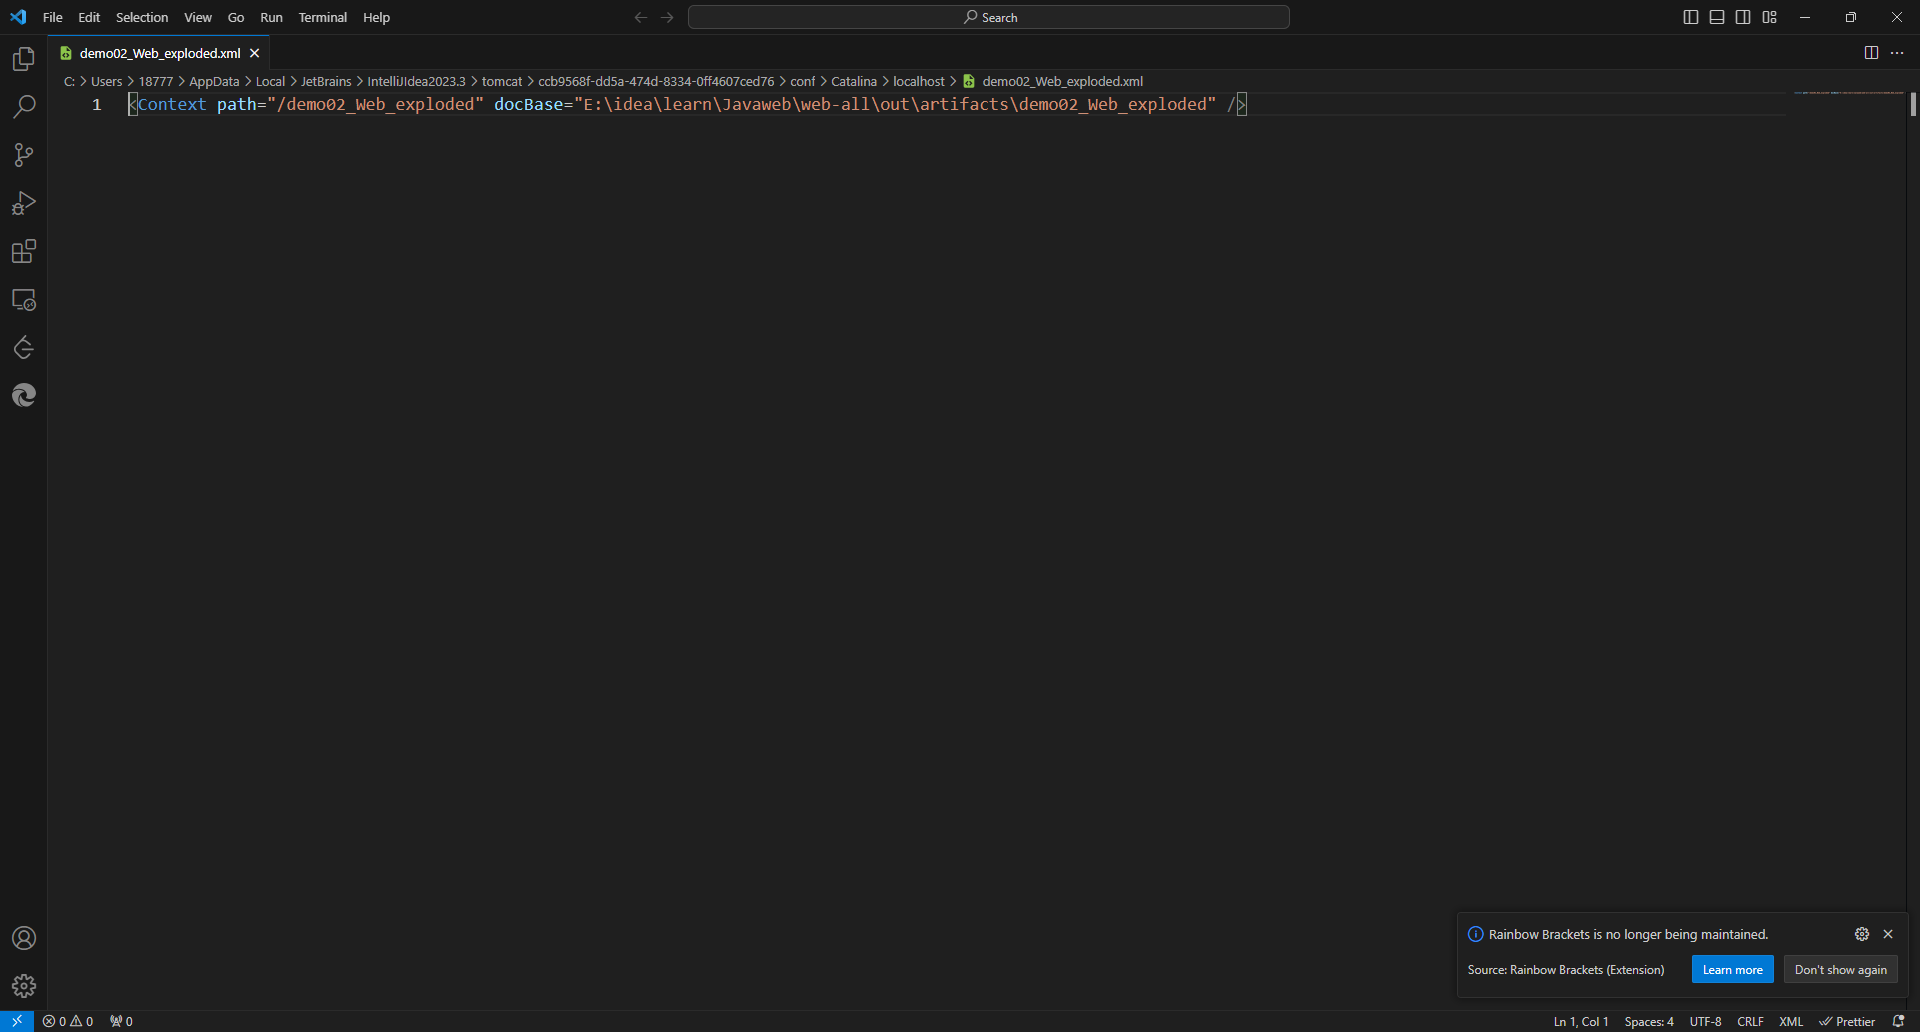 File Edit Selection View Go Run Terminal Help
Search
demo02_Web_exploded.xml
C: > Users > 18777 > AppData > Local > JetBrains > IntelliJIdea2023.3 > tomcat > ccb9568f-dd5a-474d-8334-0ff4607ced76 > conf > Catalina > localhost > demo02_Web_exploded.xml
1 <Context path="/demo02_Web_exploded" docBase="E:\idea\learn\Javaweb\web-all\out\artifacts\demo02_Web_exploded" />
Rainbow Brackets is no longer being maintained.
Source: Rainbow Brackets (Extension) Learn more Don't show again
0 0 0 Ln 1, Col 1 Spaces: 4 UTF-8 CRLF XML Prettier